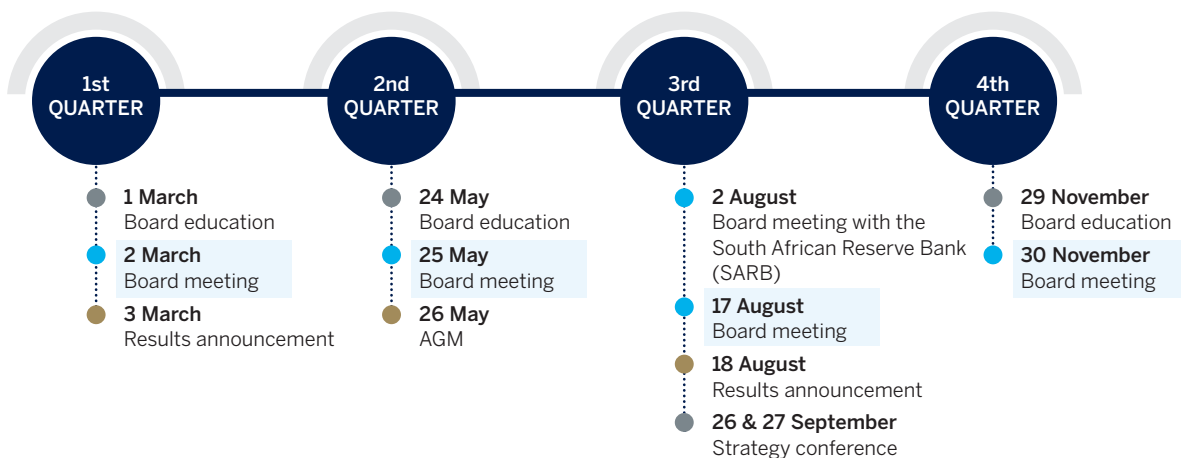 1st
QUARTER
2nd
QUARTER
3rd
QUARTER
4th
QUARTER
1 March
Board education
2 March
Board meeting
3 March
Results announcement
24 May
Board education
25 May
Board meeting
26 May
AGM
2 August
Board meeting with the
South African Reserve Bank
(SARB)
17 August
Board meeting
18 August
Results announcement
26 & 27 September
Strategy conference
29 November
Board education
30 November
Board meeting